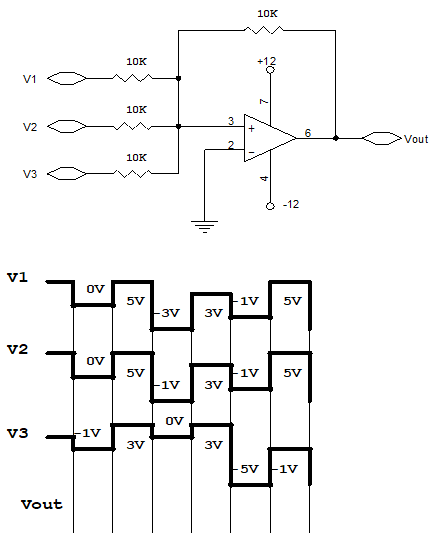 10K
+12
V1 10K
7
10K
V2 3 + 6 Vout
2 −
10K
4
V3
-12
V1 0V 5V -3V 3V -1V 5V
V2 0V 5V -1V 3V -1V 5V
V3 -1V 3V 0V 3V -5V -1V
Vout